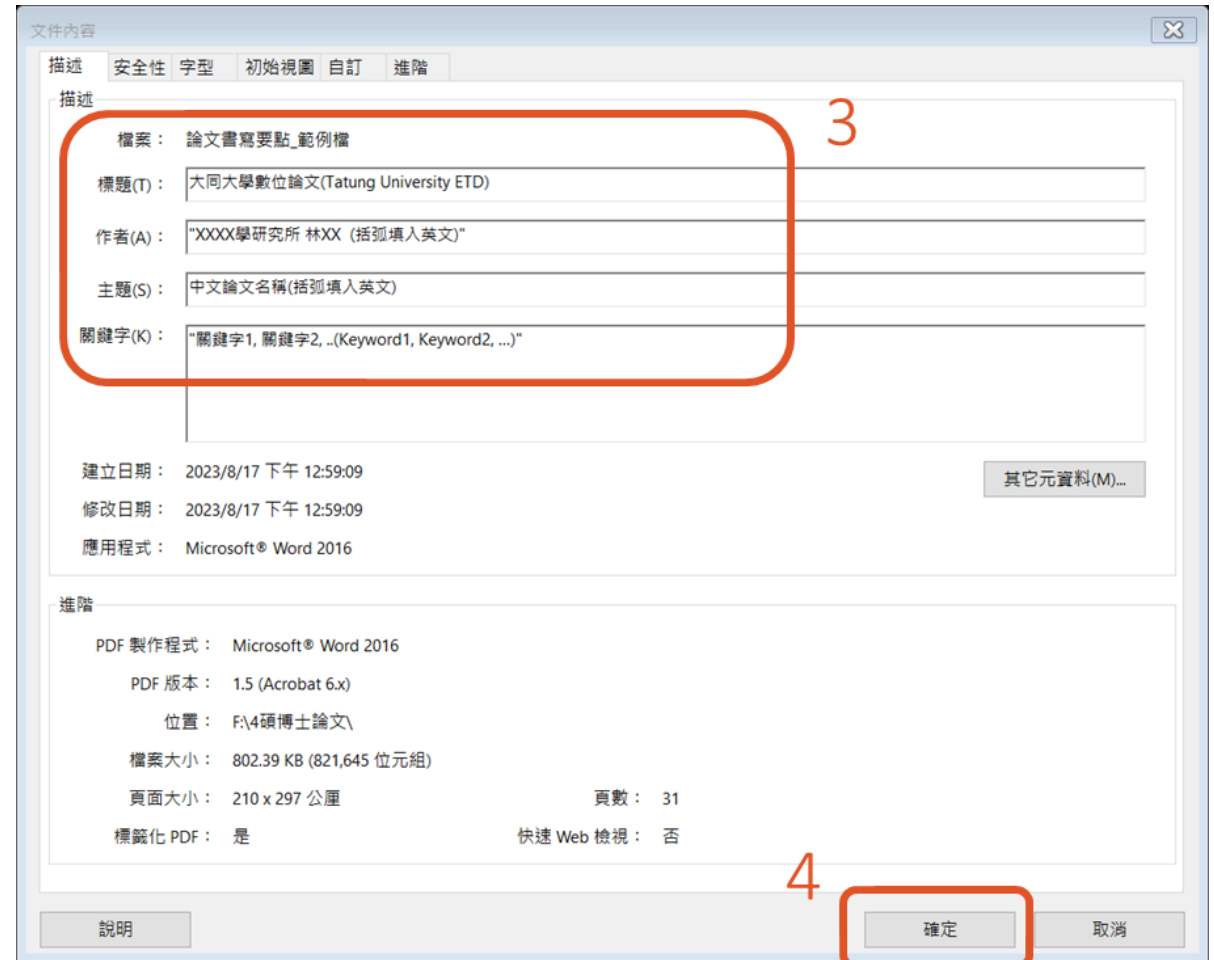 文件內容
描述 安全性 字型 初始視圖 自訂 進階
描述
3
檔案： 論文書寫要點_範例檔
標題(T)： 大同大學數位論文(Tatung University ETD)
作者(A)： "XXXX學研究所 林XX (括弧填入英文)"
主題(S)： 中文論文名稱(括弧填入英文)
關鍵字(K)： "關鍵字1, 關鍵字2, ..(Keyword1, Keyword2, ...)"
建立日期： 2023/8/17 下午 12:59:09
其它元資料(M)...
修改日期： 2023/8/17 下午 12:59:09
應用程式： Microsoft® Word 2016
進階
PDF 製作程式： Microsoft® Word 2016
PDF 版本： 1.5 (Acrobat 6.x)
位置： F:\4碩博士論文\
檔案大小： 802.39 KB (821,645 位元組)
頁面大小： 210 x 297 公厘 頁數： 31
標籤化 PDF： 是 快速 Web 檢視： 否
4
說明 確定 取消